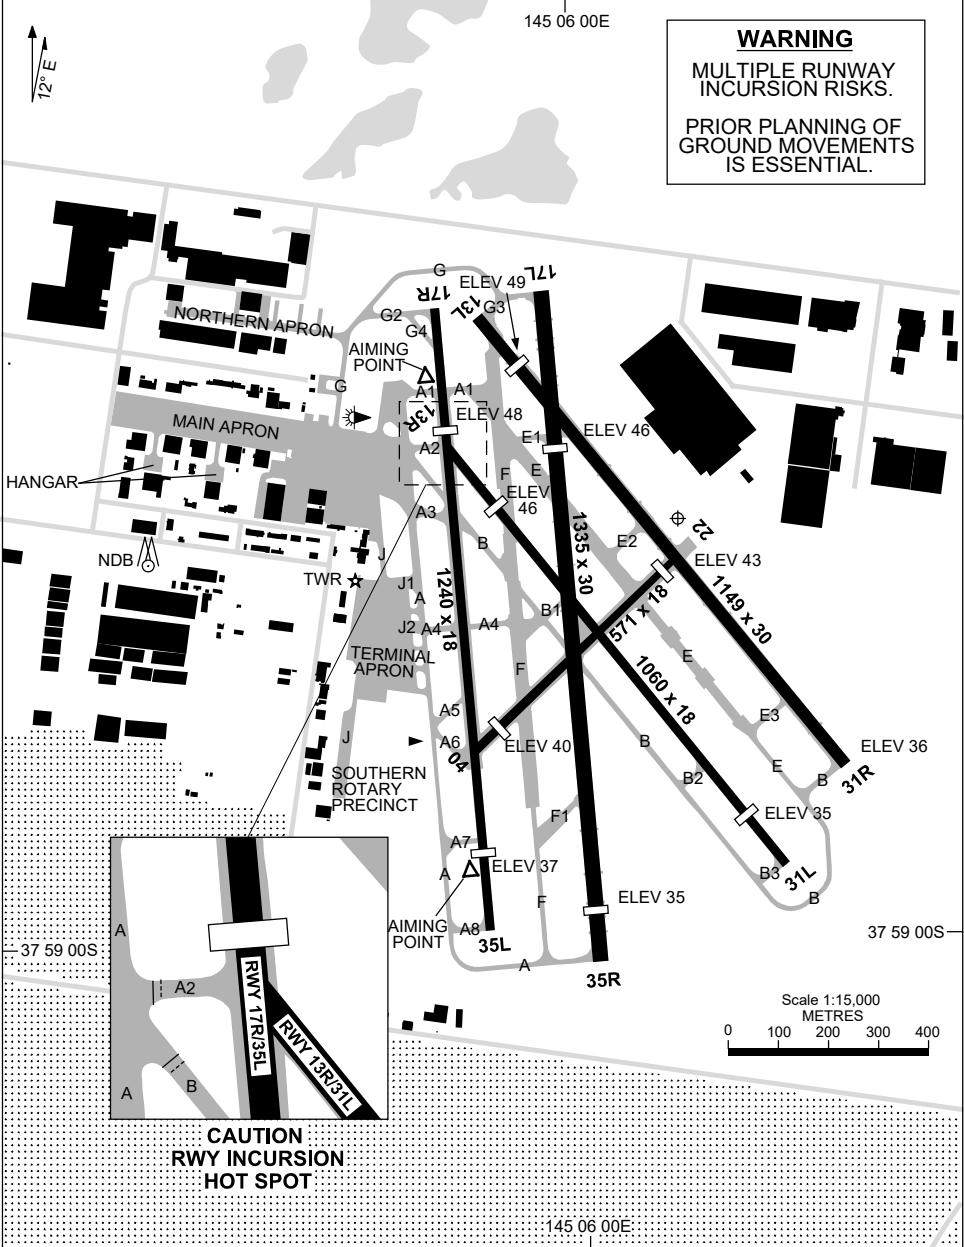 145 06 00E
WARNING
MULTIPLE RUNWAY
INCURSION RISKS.
PRIOR PLANNING OF
GROUND MOVEMENTS
IS ESSENTIAL.
12° E
G
ELEV 49
17L
17R
13L
G3
G2
G4
NORTHERN APRON
AIMING
POINT
G
A1
A1
MAIN APRON
13R
ELEV 48
ELEV 46
E1
A2
F
E
HANGAR
ELEV
46
A3
22
B
E2
1335 x 30
NDB
J
ELEV 43
TWR
J1
A
1240 x 18
1149 x 30
571 x 18
B1
J2
A4
A4
TERMINAL
APRON
E
F
1060 x 18
A5
E3
J
A6
04
ELEV 40
B
ELEV 36
SOUTHERN
ROTARY
PRECINCT
E
B
31R
B2
F1
ELEV 35
A7
ELEV 37
A
B3
31L
B
ELEV 35
F
AIMING
POINT
A8
35L
A
35R
37 59 00S
37 59 00S
A
A2
RWY 17R/35L
RWY 13R/31L
B
A
Scale 1:15,000
METRES
0 100 200 300 400
CAUTION
RWY INCURSION
HOT SPOT
145 06 00E